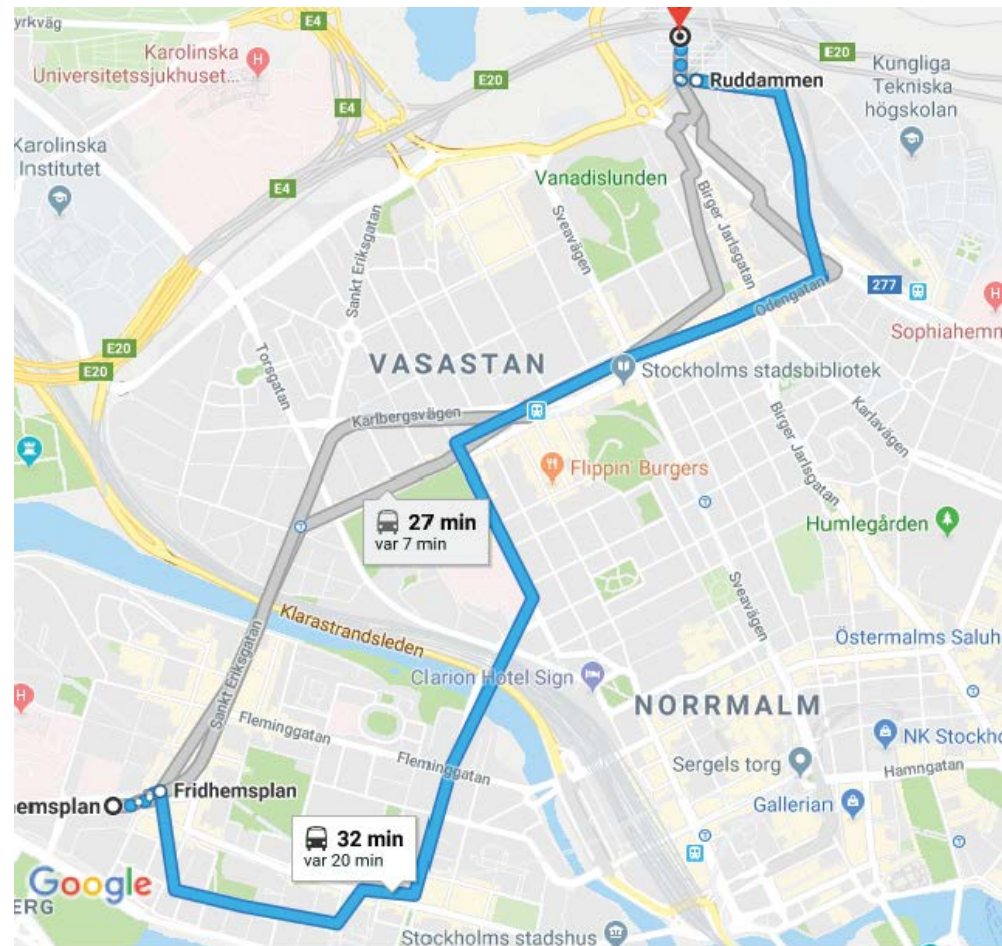 yrkväg
E4
Karolinska
Universitetssjukhuset...
H
E4
E20
Ruddammen
Kungliga
Tekniska
högskolan
Karolinska
Institutet
E4
Vanadislunden
Sveavägen
Birger Jarlsgatan
Sankt Eriksgatan
Odengatan
277
H
Sophiahemm
E20
E20
Torsgatan
VASASTAN
Stockholms stadsbibliotek
Karlbergsvägen
Karlavägen
Birger Jarlsgatan
Flippin' Burgers
27 min
var 7 min
T
T
Humlegården
Sveavägen
Klarastrandsleden
Östermalms Saluh
Clarion Hotel Sign
H
Sankt Eriksgatan
NORRMALM
T
Fleminggatan
Fleminggatan
NK Stockho
Sergels torg
Hamngatan
hemsplan
Fridhemsplan
Gallerian
32 min
var 20 min
T
T
Google
ERG
Stockholms stadshus